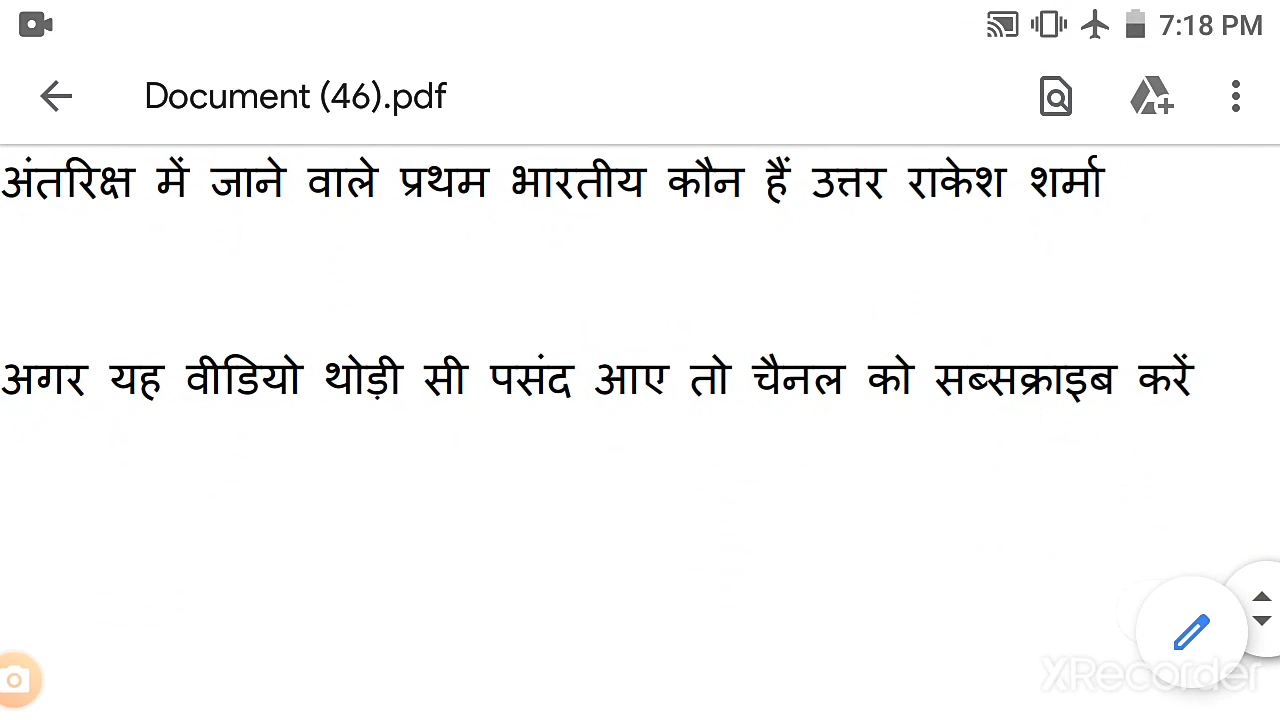 7:18 PM
Document (46).pdf
अंतरिक्ष में जाने वाले प्रथम भारतीय कौन हैं उत्तर राकेश शर्मा
अगर यह वीडियो थोड़ी सी पसंद आए तो चैनल को सब्सक्राइब करें
XRecorder